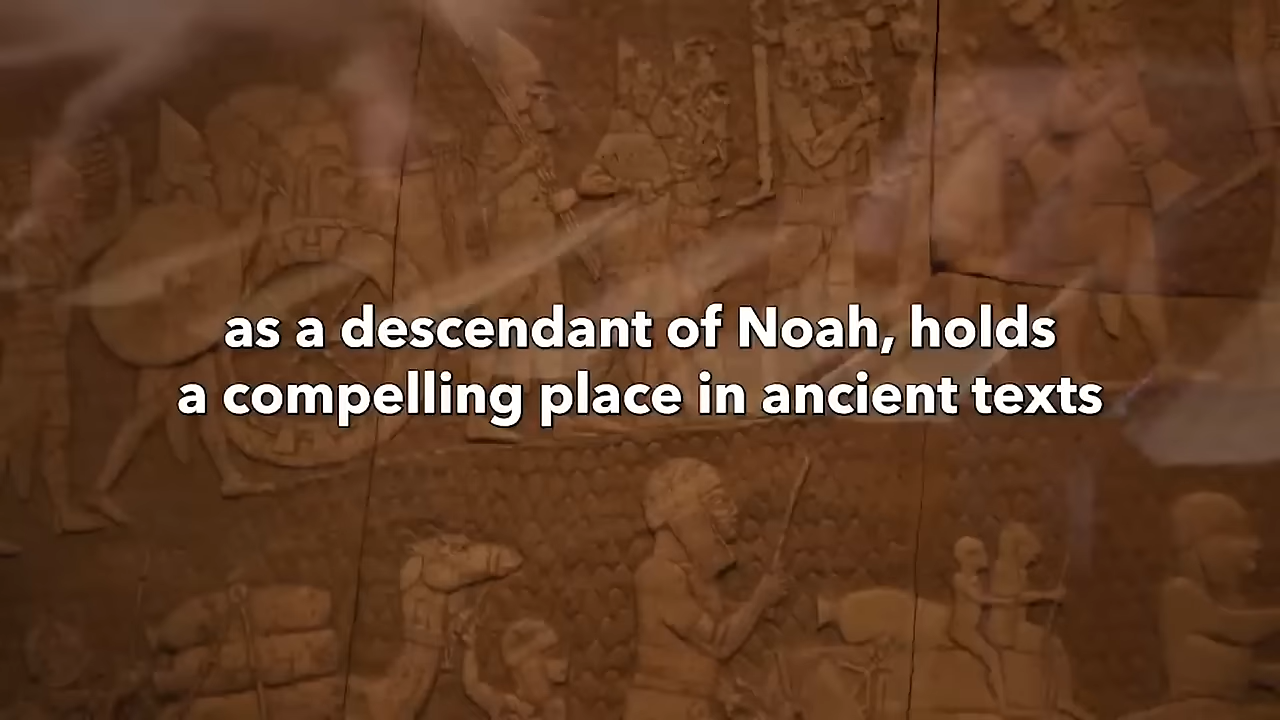 as a descendant of Noah, holds
a compelling place in ancient texts